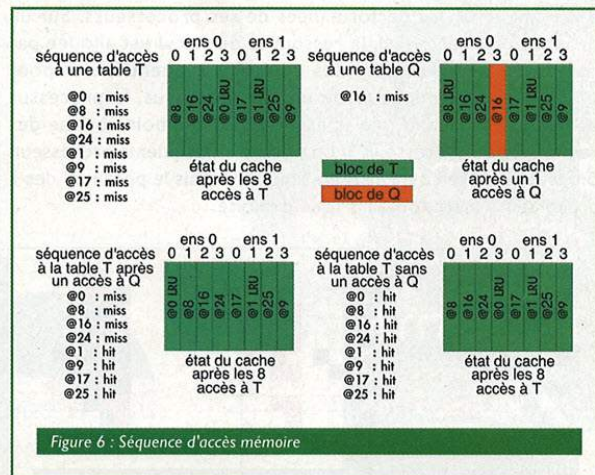 séquence d'accès
à une table T
@0 : miss
@8 : miss
@16 : miss
@24 : miss
@1 : miss
@9 : miss
@17 : miss
@25 : miss
ens 0 ens 1
0 1 2 3 0 1 2 3
@8 @16 @24 @0 LRU @17 @1 LRU @25 @9
état du cache
après les 8
accès à T
séquence d'accès
à une table Q
@16 : miss
bloc de T
bloc de Q
ens 0 ens 1
0 1 2 3 0 1 2 3
@8 LRU @16 @24 @16 @17 @1 LRU @25 @9
état du cache
après un 1
accès à Q
séquence d'accès
à la table T après
un accès à Q
@0 : miss
@8 : miss
@16 : miss
@24 : miss
@1 : hit
@9 : hit
@17 : hit
@25 : hit
ens 0 ens 1
0 1 2 3 0 1 2 3
@0 LRU @8 @16 @24 @17 @1 LRU @25 @9
état du cache
après les 8
accès à T
séquence d'accès
à la table T sans
un accès à Q
@0 : hit
@8 : hit
@16 : hit
@24 : hit
@1 : hit
@9 : hit
@17 : hit
@25 : hit
ens 0 ens 1
0 1 2 3 0 1 2 3
@8 @16 @24 @0 LRU @17 @1 LRU @25 @9
état du cache
après les 8
accès à T
Figure 6 : Séquence d'accès mémoire